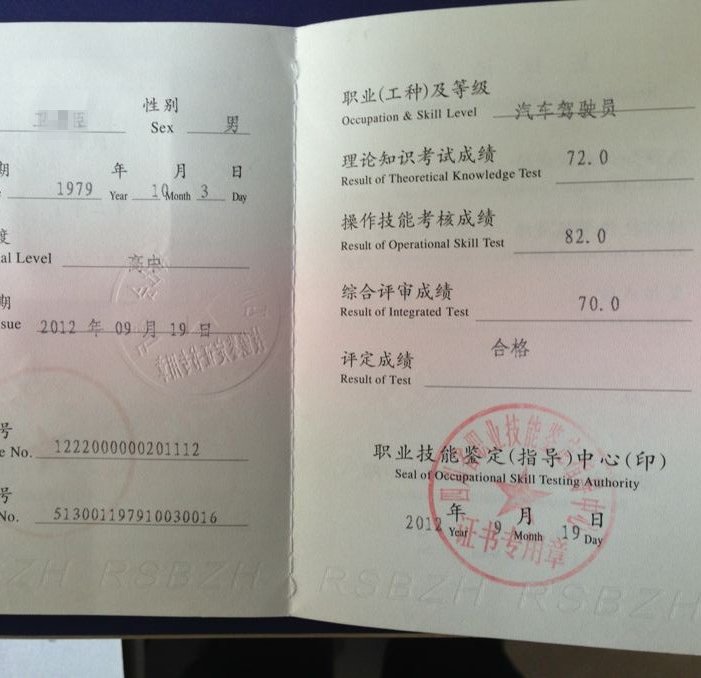 性别
Sex 男
期 年 月 日
1979 Year 10 Month 3 Day
度
al Level 高中
期
sue 2012 年 09 月 19 日
号
e No. 1222000000201112
号
No. 513001197910030016
职业(工种)及等级
Occupation & Skill Level 汽车驾驶员
理论知识考试成绩 72.0
Result of Theoretical Knowledge Test
操作技能考核成绩
Result of Operational Skill Test 82.0
综合评审成绩
Result of Integrated Test 70.0
评定成绩 合格
Result of Test
职业技能鉴定(指导)中心(印)
Seal of Occupational Skill Testing Authority
2012 年 9 月 19 日
Year Month Day
证书专用章
RSBZH RSBZH
RSBZH RSBZH